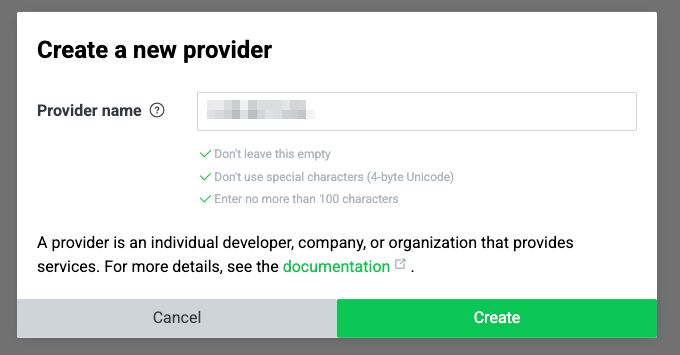 Create a new provider
Provider name ?
Don't leave this empty
Don't use special characters (4-byte Unicode)
Enter no more than 100 characters
A provider is an individual developer, company, or organization that provides
services. For more details, see the documentation .
Cancel
Create